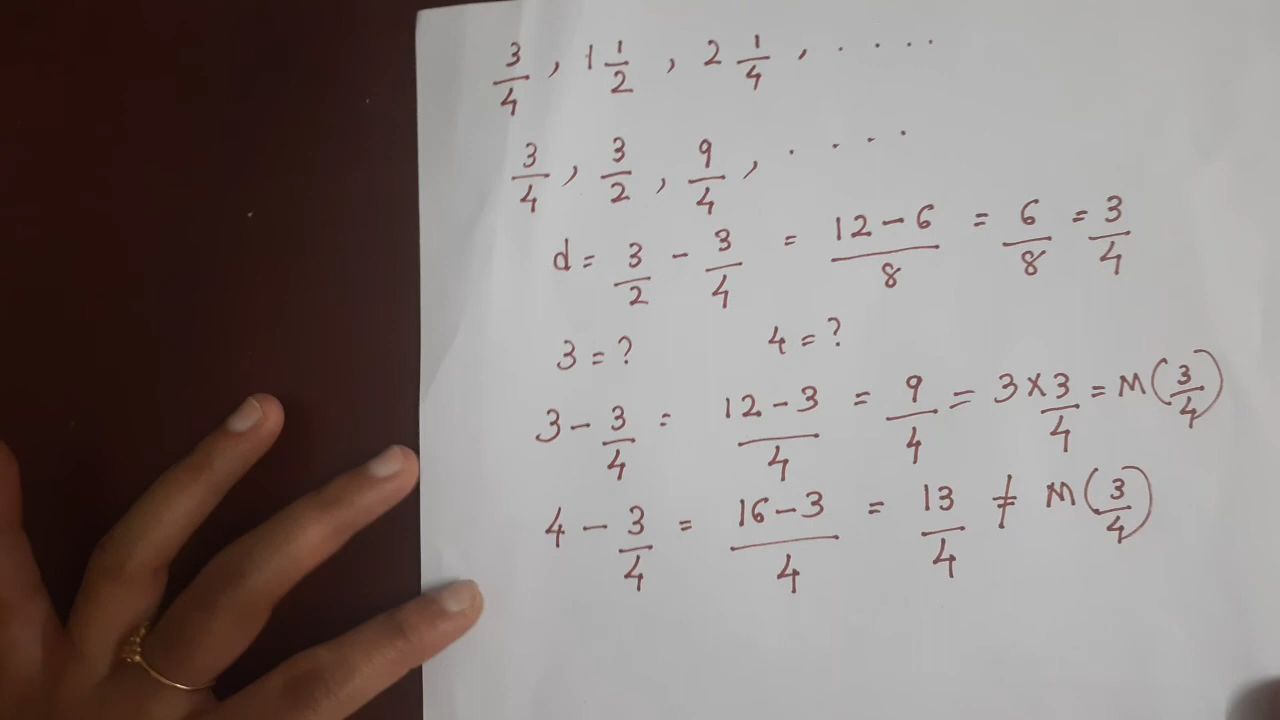 3/4 , 1 1/2 , 2 1/4 , . . . .
3/4 , 3/2 , 9/4 , . . . .
d = 3/2 - 3/4 = (12 - 6)/8 = 6/8 = 3/4
3 = ? 4 = ?
3 - 3/4 = (12 - 3)/4 = 9/4 = 3 × 3/4 = M(3/4)
4 - 3/4 = (16 - 3)/4 = 13/4 ≠ M(3/4)